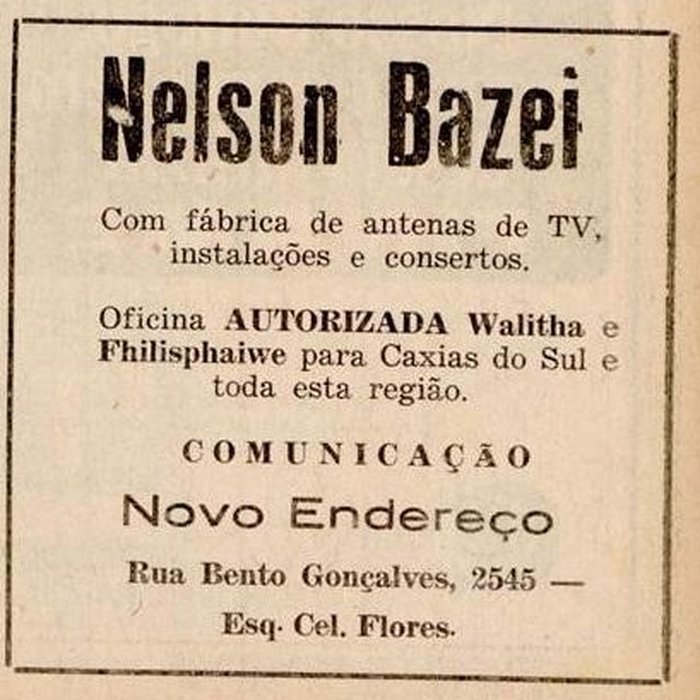 Nelson Bazei
Com fábrica de antenas de TV,
instalações e consertos.
Oficina AUTORIZADA Walitha e
Fhilisphaiwe para Caxias do Sul e
toda esta região.
COMUNICAÇÃO
Novo Endereço
Rua Bento Gonçalves, 2545 —
Esq. Cel. Flores.